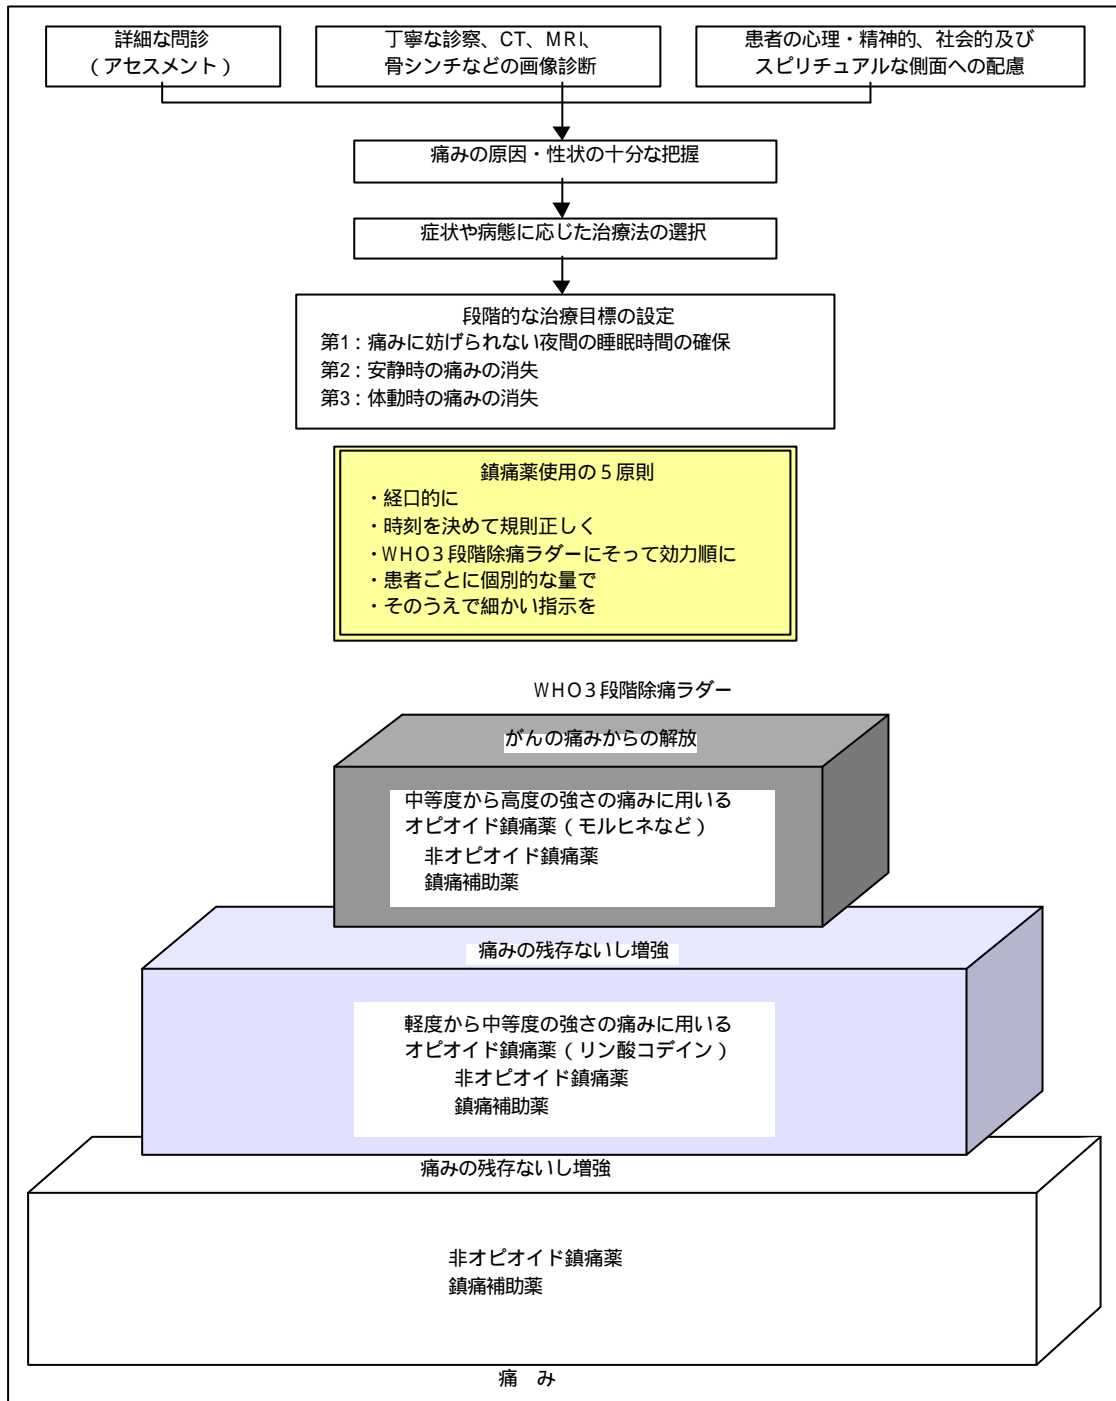 詳細な問診
（アセスメント）
丁寧な診察、CT、MRI、
骨シンチなどの画像診断
患者の心理・精神的、社会的及び
スピリチュアルな側面への配慮
痛みの原因・性状の十分な把握
症状や病態に応じた治療法の選択
段階的な治療目標の設定
第1：痛みに妨げられない夜間の睡眠時間の確保
第2：安静時の痛みの消失
第3：体動時の痛みの消失
鎮痛薬使用の5原則
・経口的に
・時刻を決めて規則正しく
・WHO3段階除痛ラダーにそって効力順に
・患者ごとに個別的な量で
・そのうえで細かい指示を
WHO3段階除痛ラダー
がんの痛みからの解放
中等度から高度の強さの痛みに用いる
オピオイド鎮痛薬（モルヒネなど）
非オピオイド鎮痛薬
鎮痛補助薬
痛みの残存ないし増強
軽度から中等度の強さの痛みに用いる
オピオイド鎮痛薬（リン酸コデイン）
非オピオイド鎮痛薬
鎮痛補助薬
痛みの残存ないし増強
非オピオイド鎮痛薬
鎮痛補助薬
痛　み